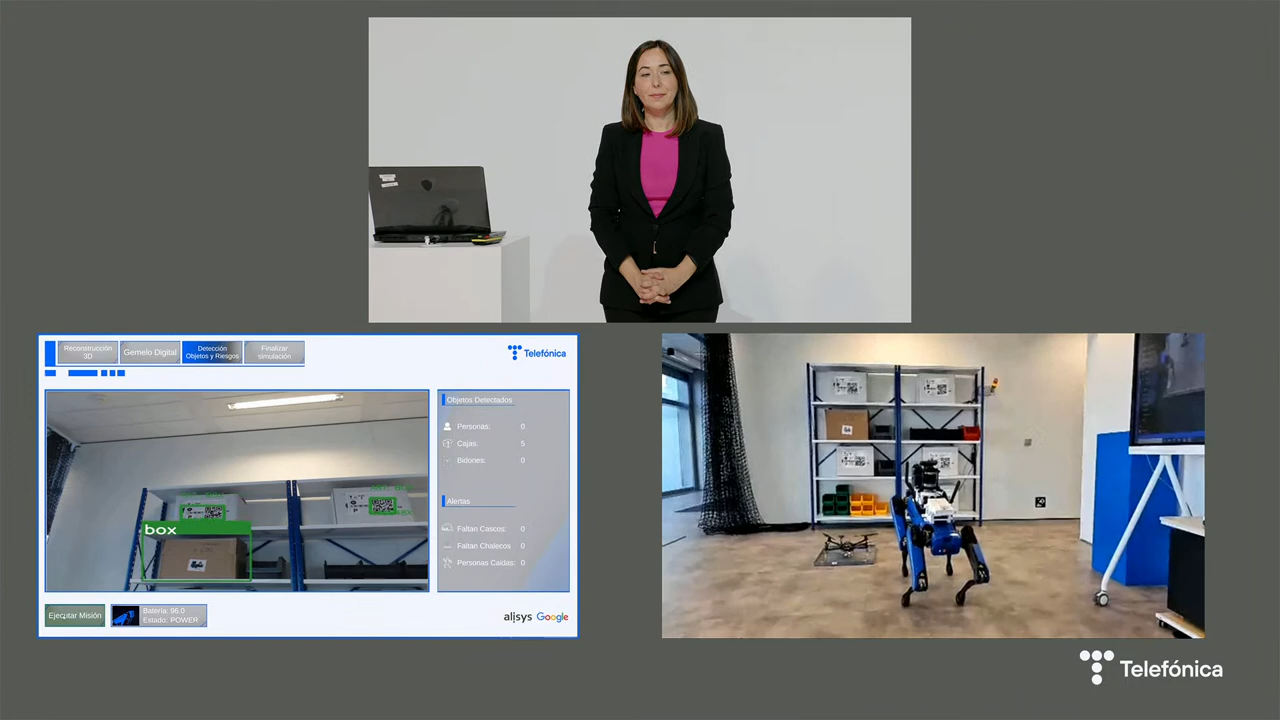 Reconstrucción
3D
Gemelo Digital
Detección
Objetos y Riesgos
Finalizar
simulación
Telefónica
Objetos Detectados
Personas: 0
Cajas: 5
Bidones: 0
Alertas
Faltan Cascos: 0
Faltan Chalecos 0
Personas Caídas: 0
box
Ejecutar Misión
Batería: 96.0
Estado: POWER
alisys Google
Telefónica